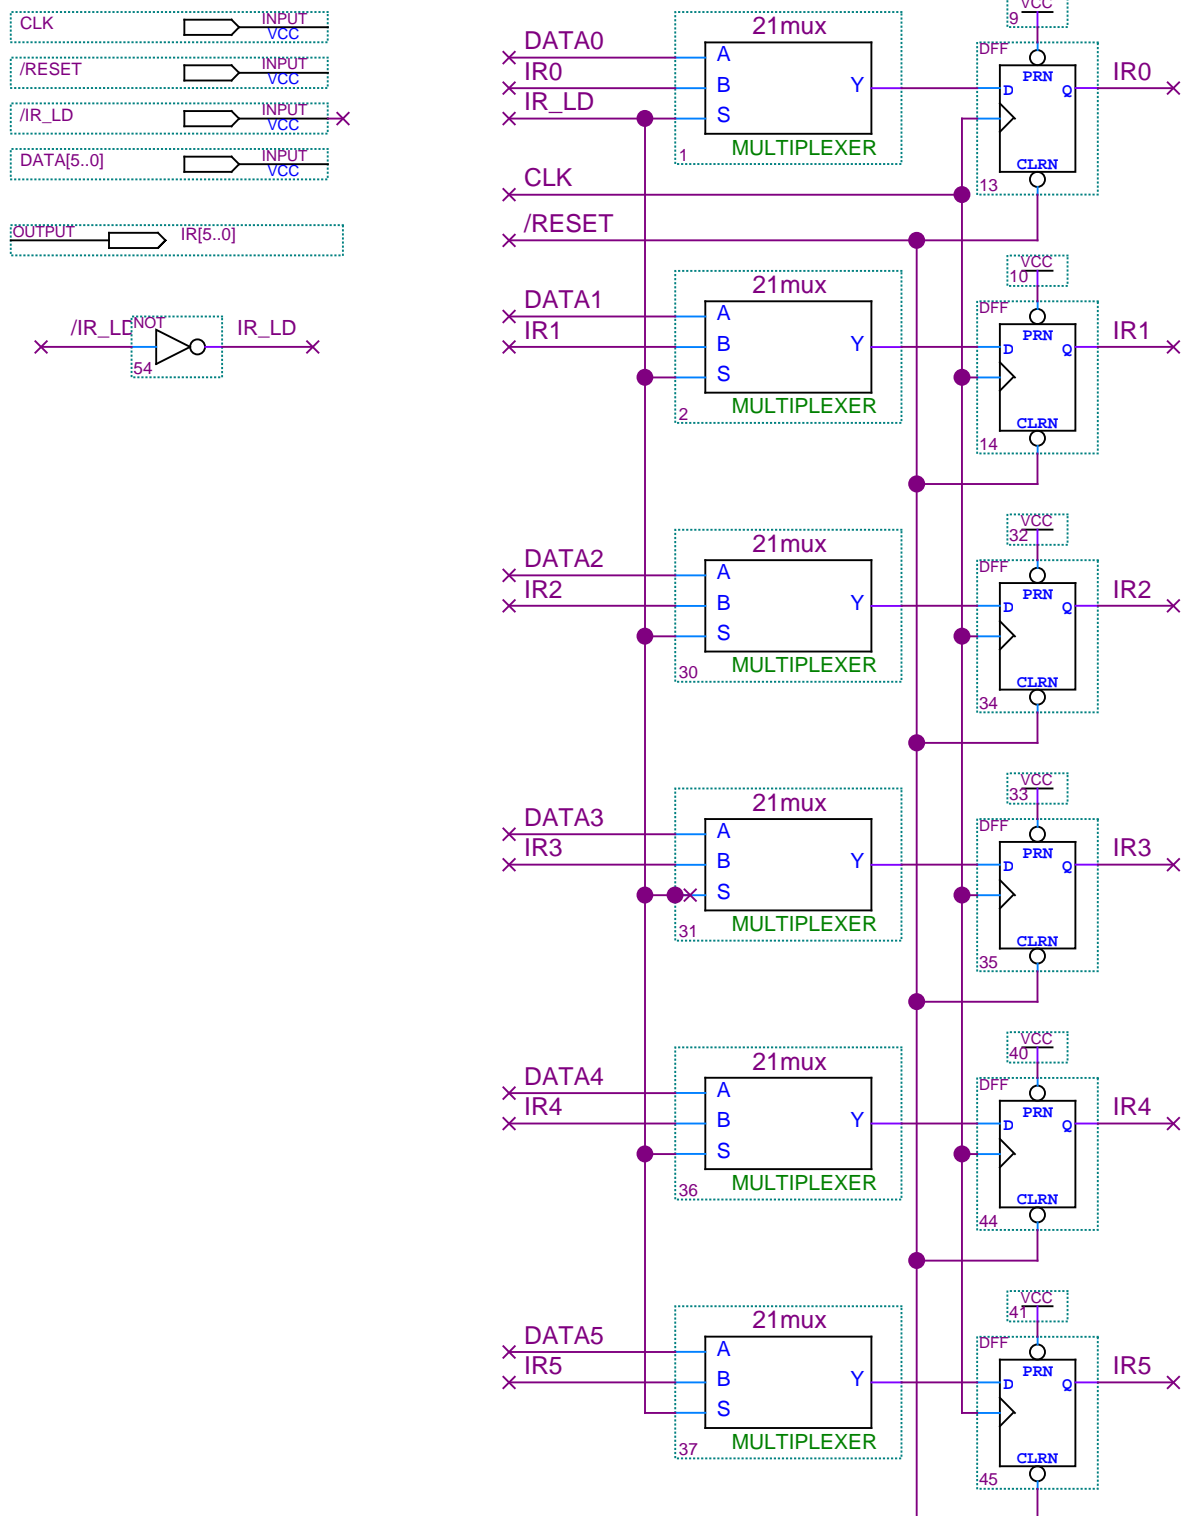 CLK INPUT VCC
/RESET INPUT VCC
/IR_LD INPUT VCC
DATA[5..0] INPUT VCC
OUTPUT IR[5..0]
/IR_LD NOT IR_LD
54
21mux
DATA0 A
IR0 B Y
IR_LD S
1 MULTIPLEXER
VCC
9
DFF
PRN
D Q IR0
CLRN
13
CLK
/RESET
21mux
DATA1 A
IR1 B Y
S
2 MULTIPLEXER
VCC
10
DFF
PRN
D Q IR1
CLRN
14
21mux
DATA2 A
IR2 B Y
S
30 MULTIPLEXER
VCC
32
DFF
PRN
D Q IR2
CLRN
34
21mux
DATA3 A
IR3 B Y
S
31 MULTIPLEXER
VCC
33
DFF
PRN
D Q IR3
CLRN
35
21mux
DATA4 A
IR4 B Y
S
36 MULTIPLEXER
VCC
40
DFF
PRN
D Q IR4
CLRN
44
21mux
DATA5 A
IR5 B Y
S
37 MULTIPLEXER
VCC
41
DFF
PRN
D Q IR5
CLRN
45